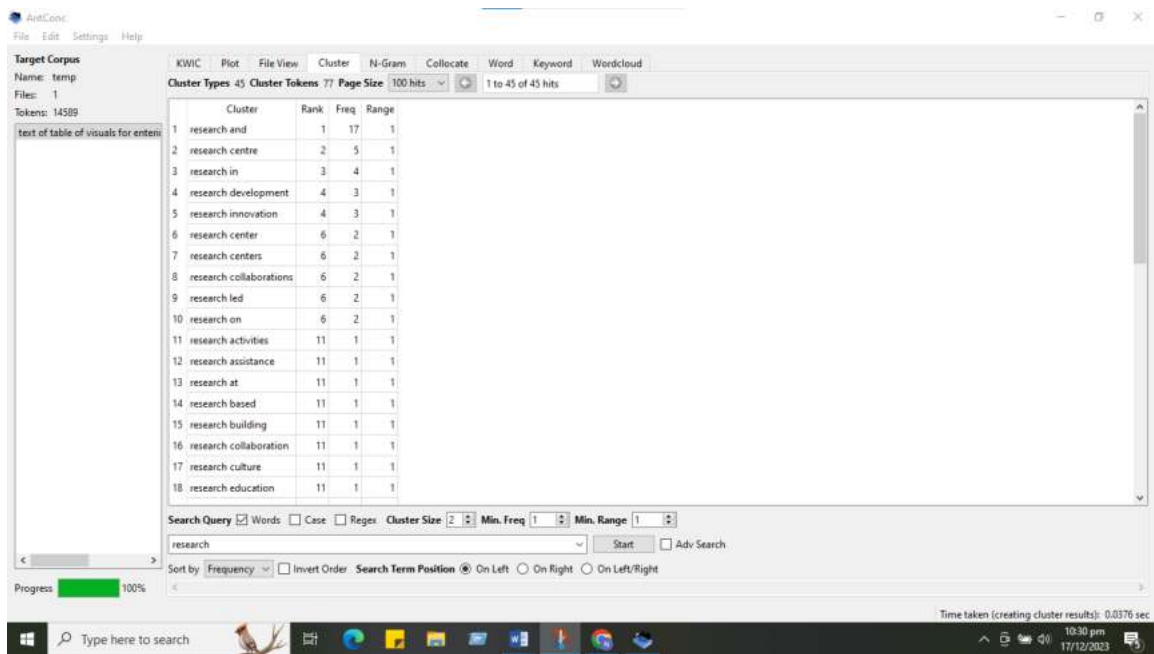 AntConc
File Edit Settings Help
Target Corpus
Name: temp
Files: 1
Tokens: 14589
text of table of visuals for enteri
KWIC Plot File View Cluster N-Gram Collocate Word Keyword Wordcloud
Cluster Types 45 Cluster Tokens 77 Page Size 100 hits 1 to 45 of 45 hits
Cluster Rank Freq Range
1 research and 1 17 1
2 research centre 2 5 1
3 research in 3 4 1
4 research development 4 3 1
5 research innovation 4 3 1
6 research center 6 2 1
7 research centers 6 2 1
8 research collaborations 6 2 1
9 research led 6 2 1
10 research on 6 2 1
11 research activities 11 1 1
12 research assistance 11 1 1
13 research at 11 1 1
14 research based 11 1 1
15 research building 11 1 1
16 research collaboration 11 1 1
17 research culture 11 1 1
18 research education 11 1 1
Search Query Words Case Regex Cluster Size 2 Min. Freq 1 Min. Range 1
research Start Adv Search
Sort by Frequency Invert Order Search Term Position On Left On Right On Left/Right
Progress 100%
Time taken (creating cluster results): 0.0376 sec
Type here to search
10:30 pm
17/12/2023